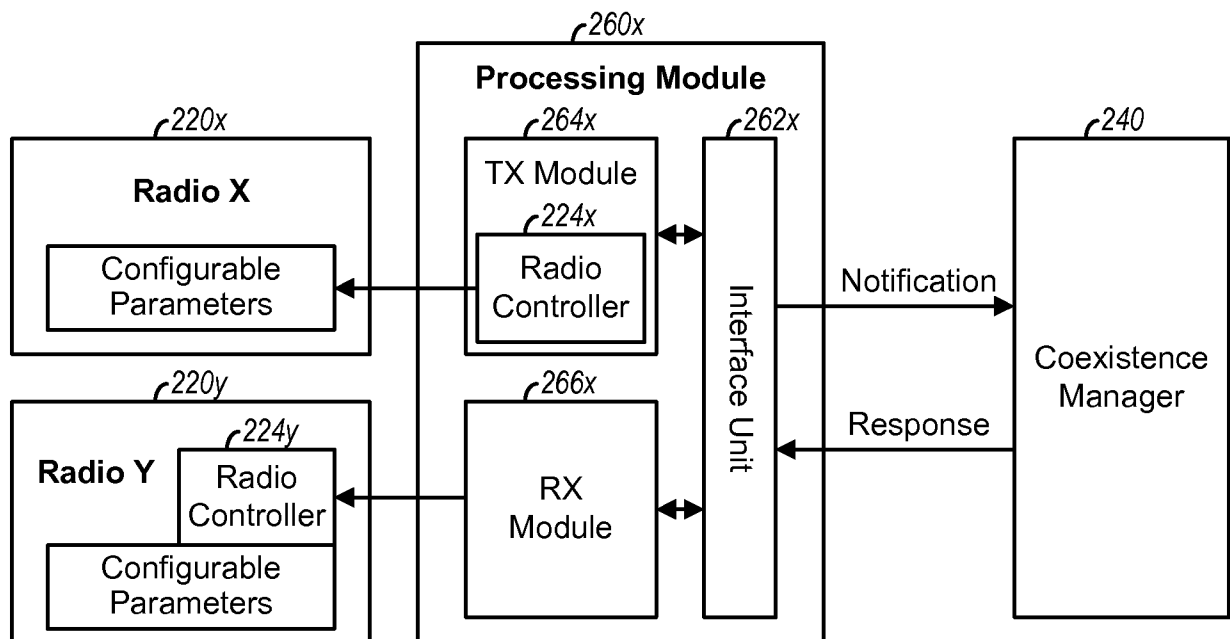 260x
Processing Module
220x
Radio X
Configurable
Parameters
264x
TX Module
224x
Radio
Controller
262x
Interface Unit
240
Coexistence
Manager
Notification
Response
220y
Radio Y
224y
Radio
Controller
Configurable
Parameters
266x
RX
Module